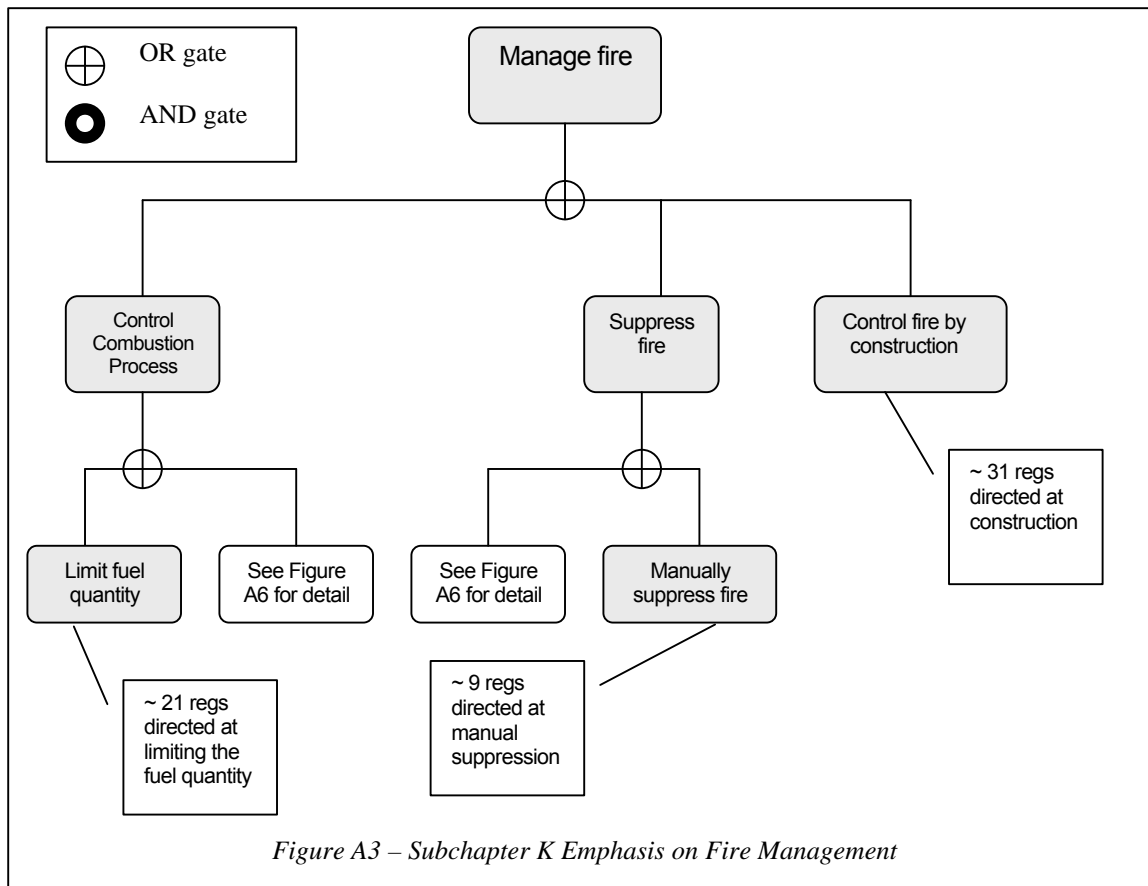 OR gate
AND gate
Manage fire
Control
Combustion
Process
Suppress
fire
Control fire by
construction
~ 31 regs
directed at
construction
Limit fuel
quantity
See Figure
A6 for detail
See Figure
A6 for detail
Manually
suppress fire
~ 21 regs
directed at
limiting the
fuel quantity
~ 9 regs
directed at
manual
suppression
Figure A3 – Subchapter K Emphasis on Fire Management